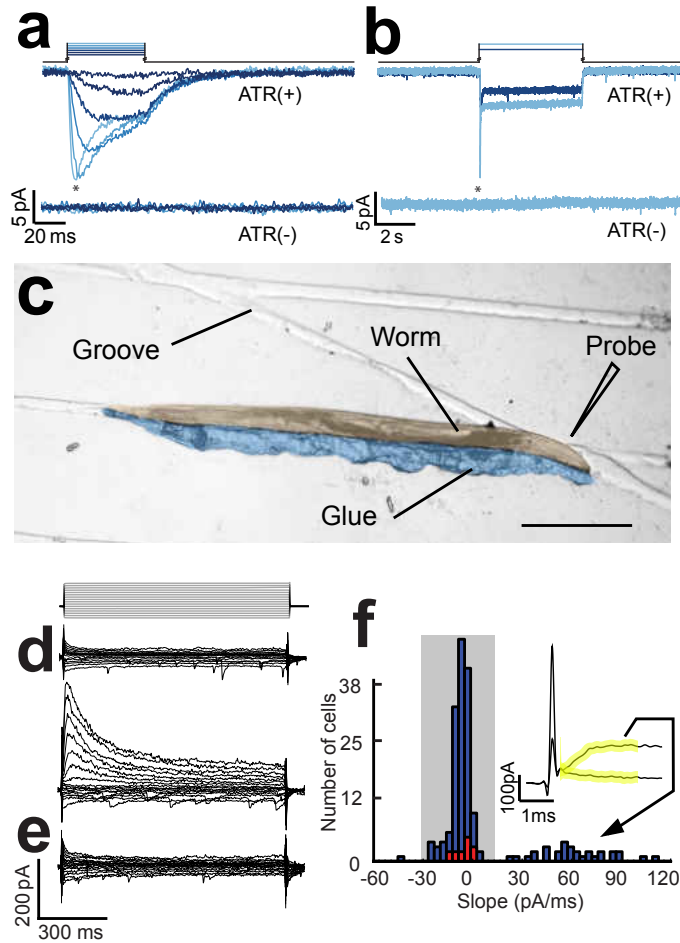 a
ATR(+)
*
5 pA
20 ms
ATR(-)
b
ATR(+)
*
5 pA
2 s
ATR(-)
c
Groove
Worm
Probe
Glue
d
e
200 pA
300 ms
f
Number of cells
38
25
12
0
-60 -30 0 30 60 90 120
Slope (pA/ms)
100pA
1ms